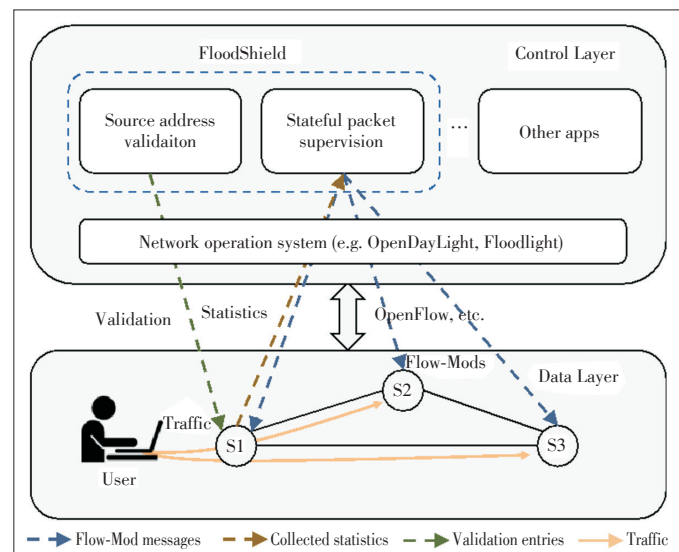 FloodShield
Control Layer
Source address
validaiton
Stateful packet
supervision
...
Other apps
Network operation system (e.g. OpenDayLight, Floodlight)
Validation
Statistics
OpenFlow, etc.
Flow-Mods
Data Layer
S2
Traffic
S1
S3
User
Flow-Mod messages
Collected statistics
Validation entries
Traffic